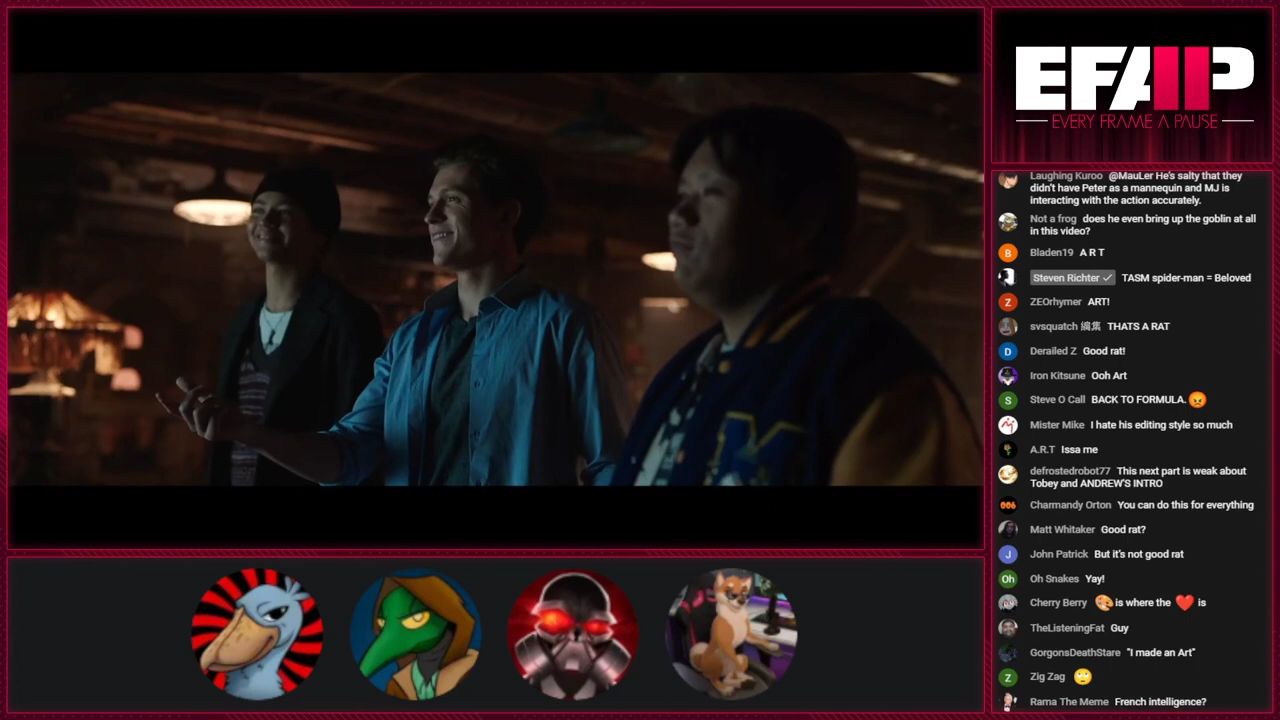 EFAP
EVERY FRAME A PAUSE
Laughing Kuroo @MauLer He's salty that they
didn't have Peter as a mannequin and MJ is
interacting with the action accurately.
Not a frog does he even bring up the goblin at all
in this video?
B
Bladen19 A R T
Steven Richter ✓ TASM spider-man = Beloved
Z
ZEOrhymer ART!
svsquatch 編集 THATS A RAT
D
Derailed Z Good rat!
Iron Kitsune Ooh Art
S
Steve O Call BACK TO FORMULA. 😡
Mister Mike I hate his editing style so much
A.R.T Issa me
defrostedrobot77 This next part is weak about
Tobey and ANDREW'S INTRO
Charmandy Orton You can do this for everything
Matt Whitaker Good rat?
J
John Patrick But it's not good rat
Oh
Oh Snakes Yay!
Cherry Berry 🎨 is where the ❤️ is
TheListeningFat Guy
GorgonsDeathStare "I made an Art"
Z
Zig Zag 🙄
Rama The Meme French intelligence?